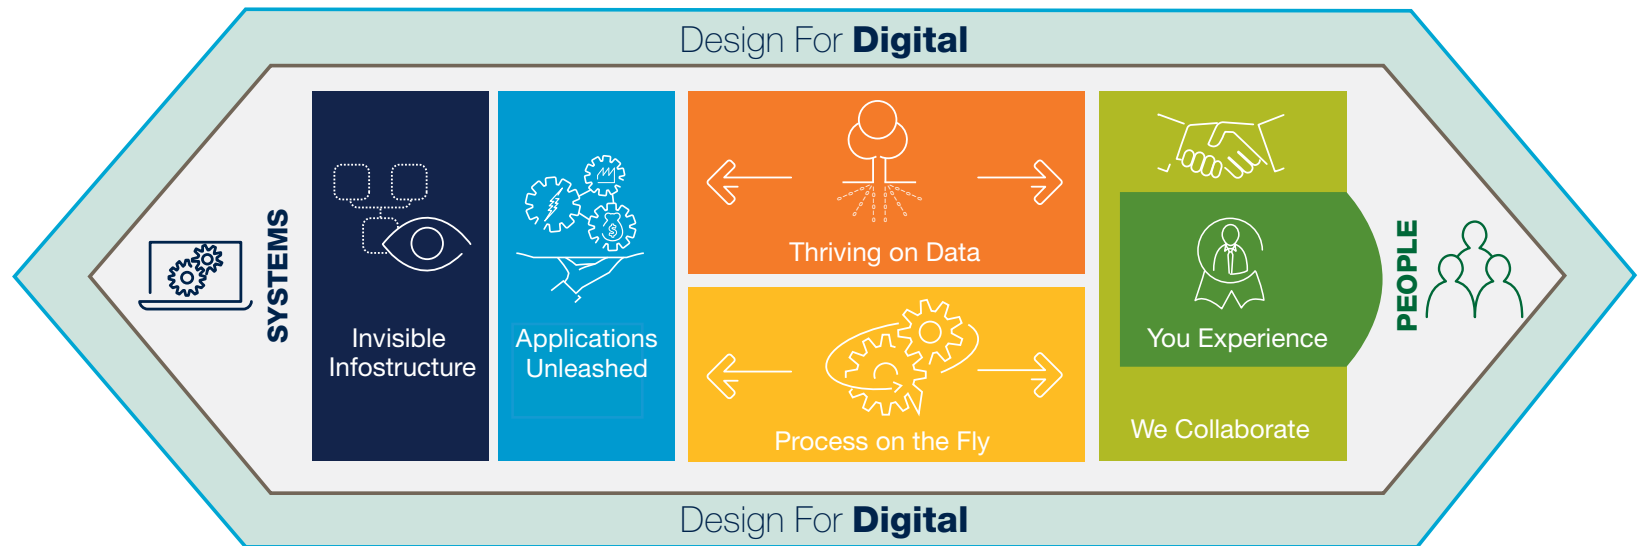 Design For Digital
SYSTEMS
Invisible
Infostructure
Applications
Unleashed
Thriving on Data
Process on the Fly
You Experience
We Collaborate
PEOPLE
$
Design For Digital